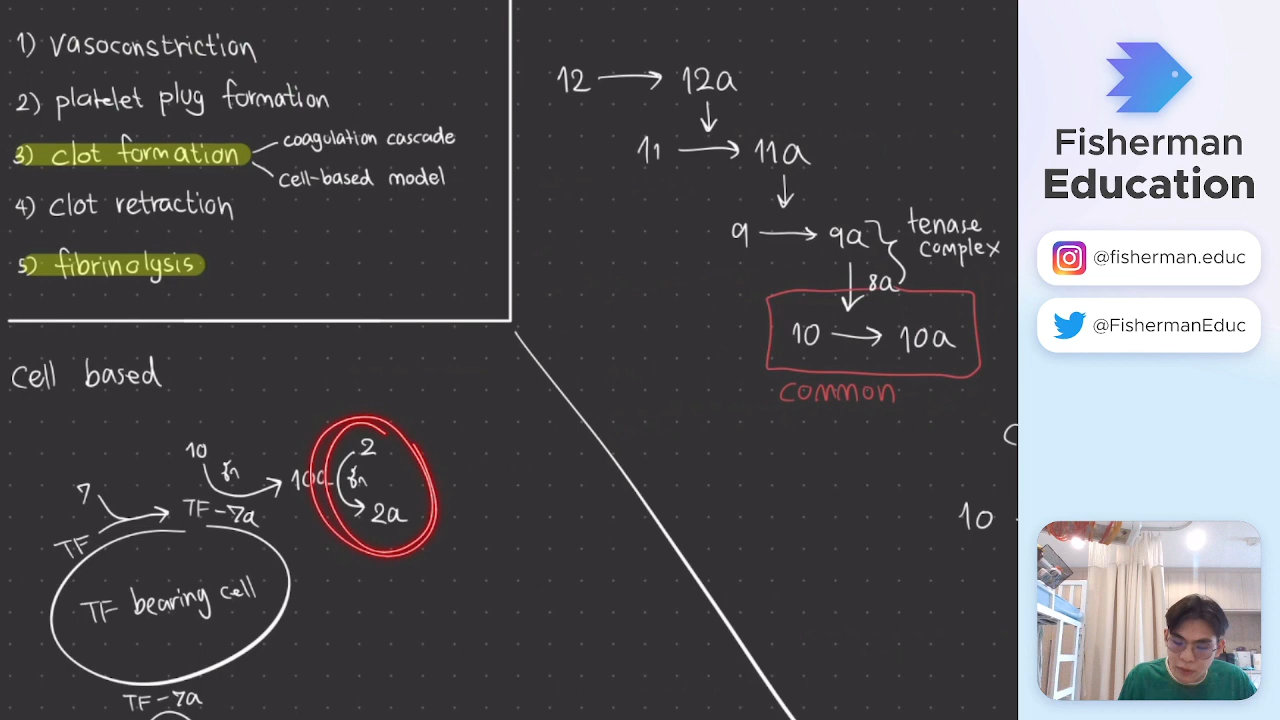 1) vasoconstriction
2) platelet plug formation
3) clot formation
coagulation cascade
cell-based model
4) clot retraction
5) fibrinolysis
12 → 12a
11 → 11a
9 → 9a
tenase
complex
8a
10 → 10a
common
cell based
10
10a
2
2a
7
TF-7a
TF
TF bearing cell
TF-7a
10
Fisherman
Education
@fisherman.educ
@FishermanEduc